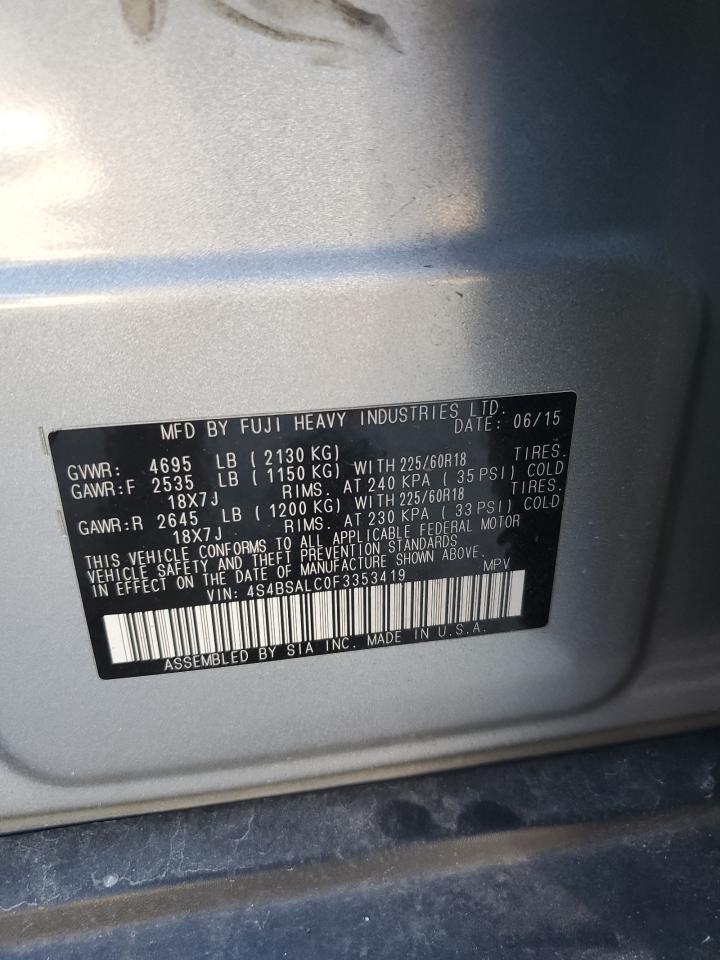 MFD BY FUJI HEAVY INDUSTRIES LTD.
DATE: 06/15
GVWR: 4695 LB ( 2130 KG)
GAWR:F 2535 LB ( 1150 KG) WITH 225/60R18 TIRES.
18X7J RIMS. AT 240 KPA ( 35 PSI) COLD
GAWR:R 2645 LB ( 1200 KG) WITH 225/60R18 TIRES.
18X7J RIMS. AT 230 KPA ( 33 PSI) COLD
THIS VEHICLE CONFORMS TO ALL APPLICABLE FEDERAL MOTOR
VEHICLE SAFETY AND THEFT PREVENTION STANDARDS
IN EFFECT ON THE DATE OF MANUFACTURE SHOWN ABOVE.
VIN: 4S4BSALC0F3353419 MPV
ASSEMBLED BY SIA INC. MADE IN U.S.A.